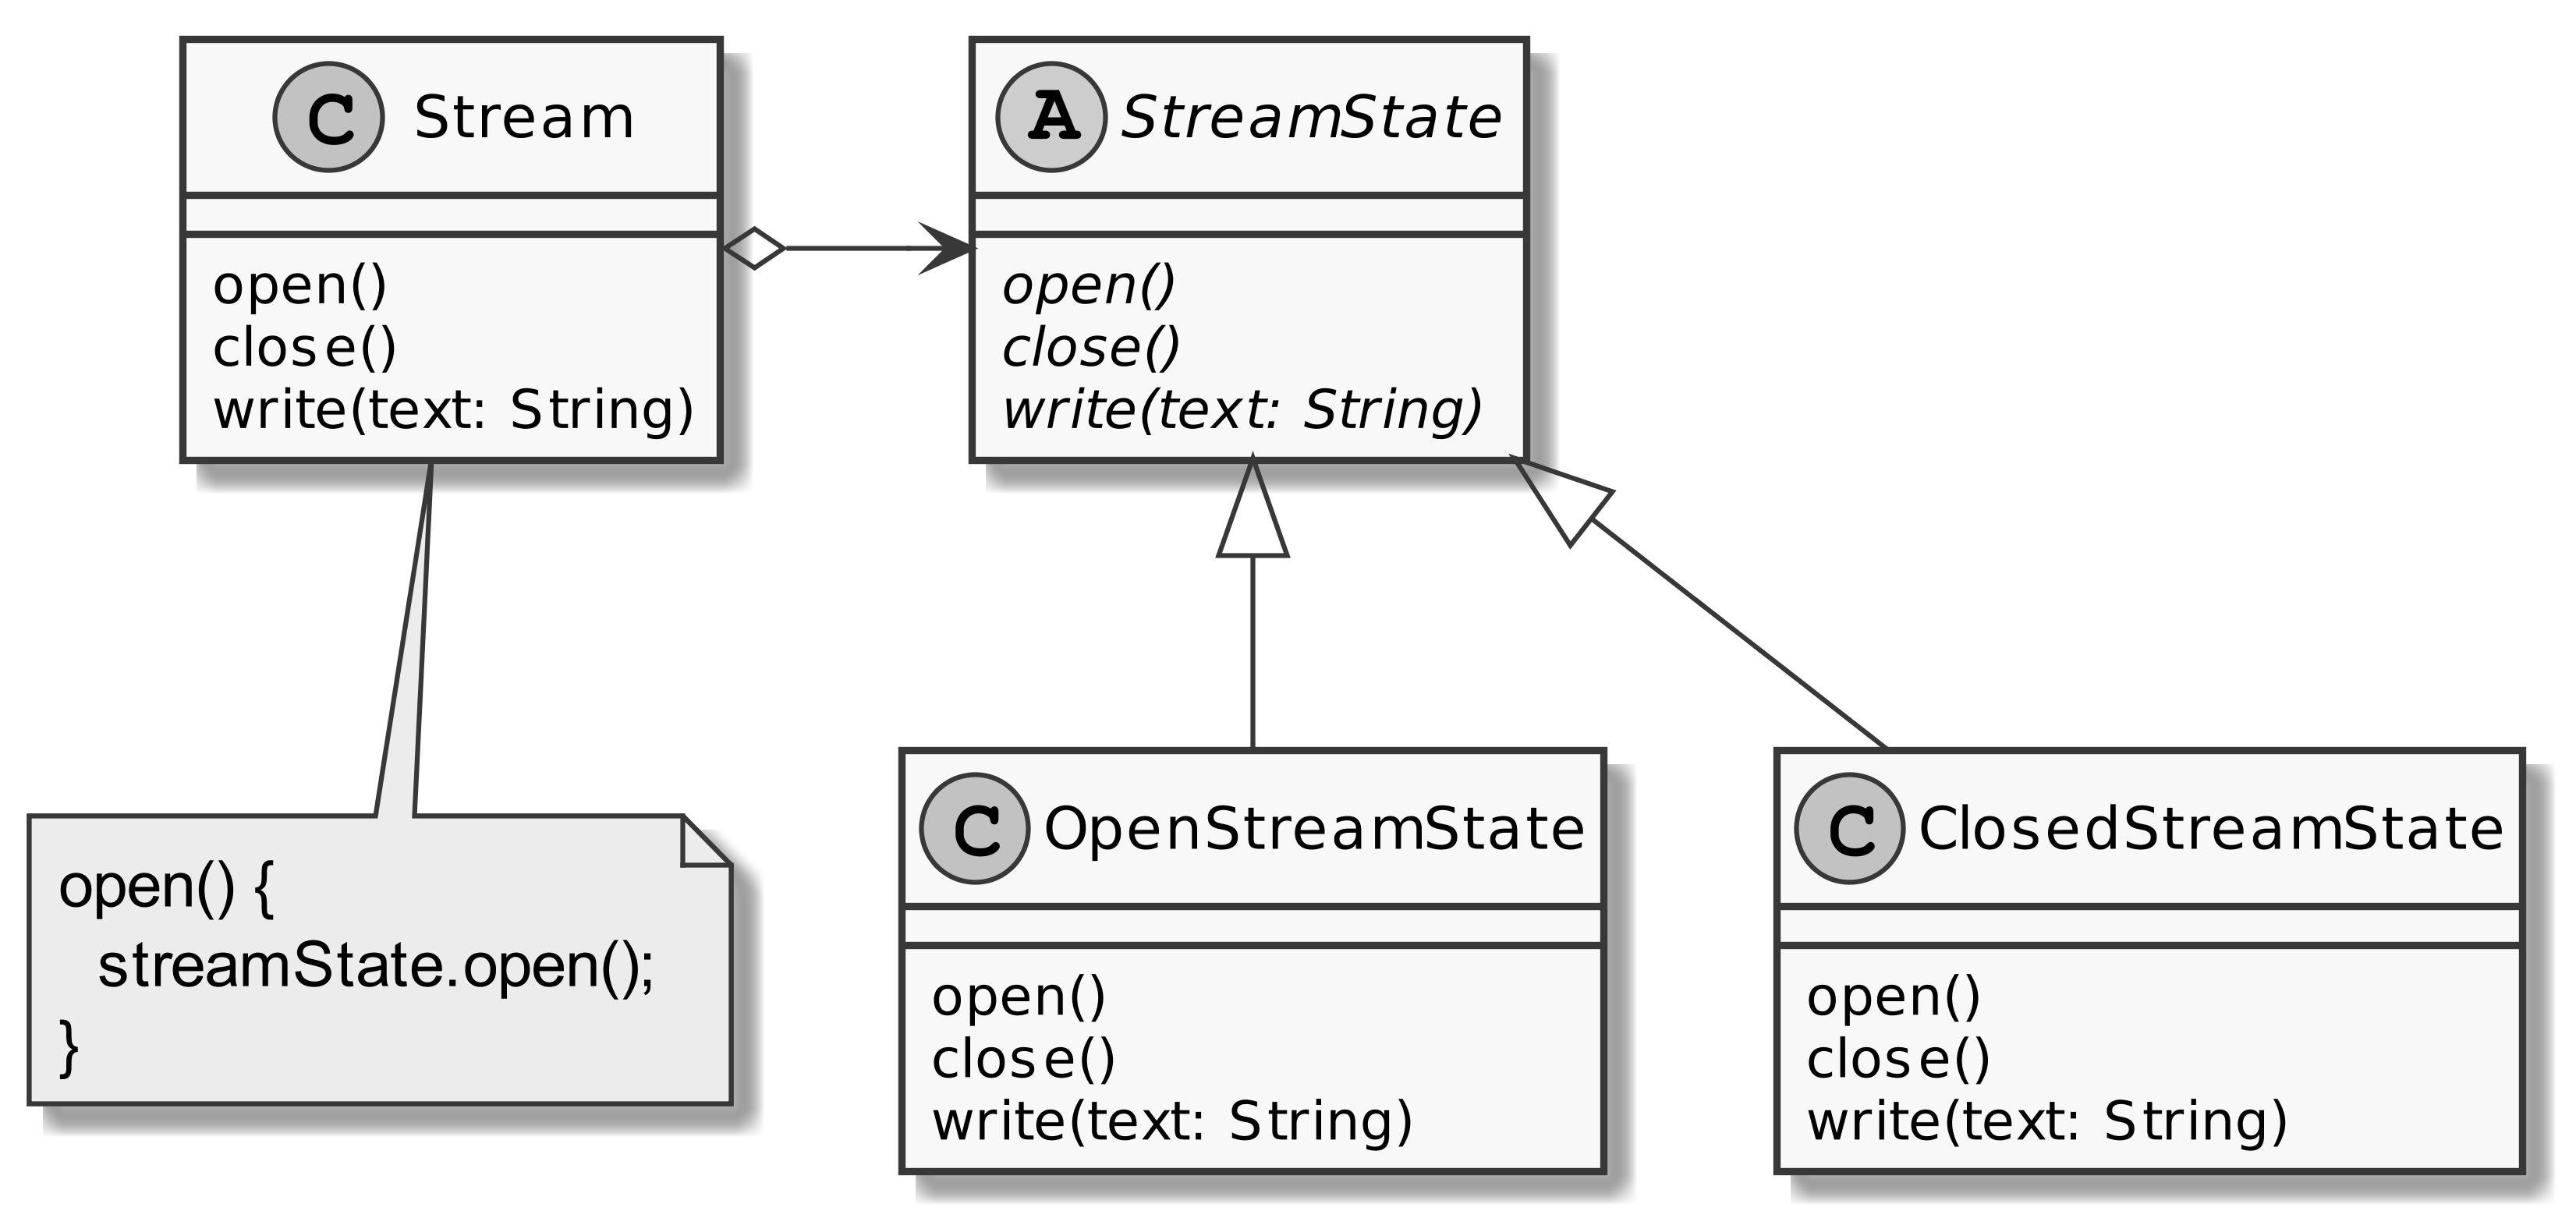 C Stream
open()
close()
write(text: String)
A StreamState
open()
close()
write(text: String)
open() {
streamState.open();
}
C OpenStreamState
open()
close()
write(text: String)
C ClosedStreamState
open()
close()
write(text: String)